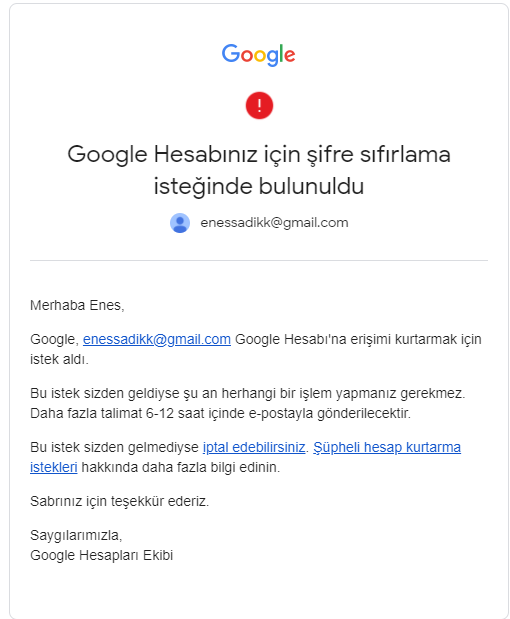 Google
!
Google Hesabınız için şifre sıfırlama
isteğinde bulunuldu
enessadikk@gmail.com
Merhaba Enes,
Google, enessadikk@gmail.com Google Hesabı'na erişimi kurtarmak için
istek aldı.
Bu istek sizden geldiyse şu an herhangi bir işlem yapmanız gerekmez.
Daha fazla talimat 6-12 saat içinde e-postayla gönderilecektir.
Bu istek sizden gelmediyse iptal edebilirsiniz. Şüpheli hesap kurtarma
istekleri hakkında daha fazla bilgi edinin.
Sabrınız için teşekkür ederiz.
Saygılarımızla,
Google Hesapları Ekibi